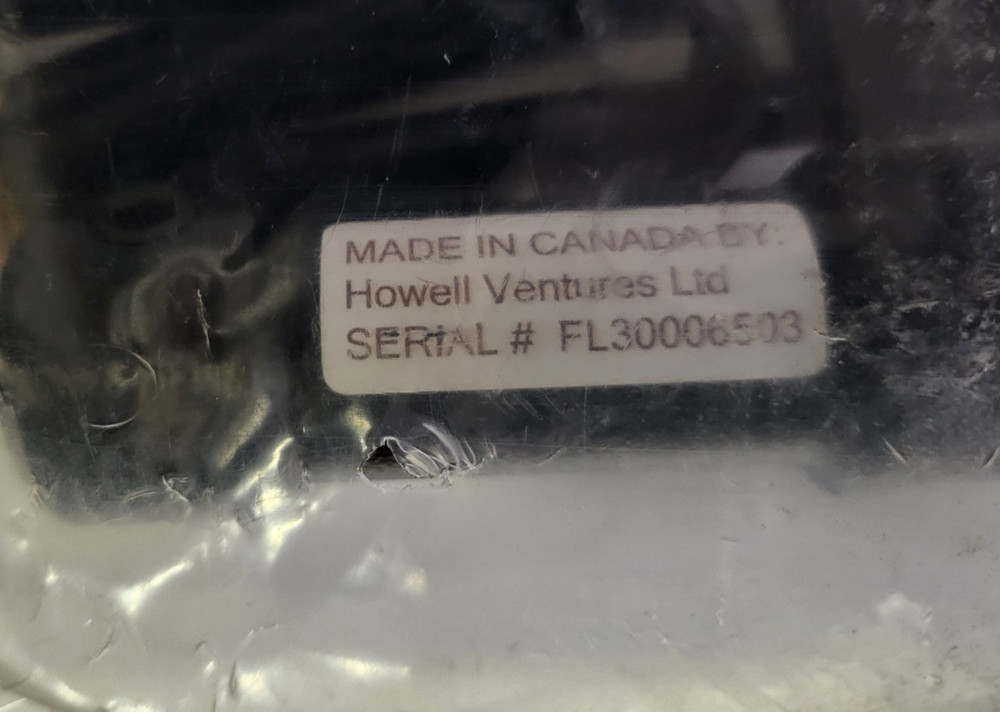 MADE IN CANADA BY:
Howell Ventures Ltd
SERIAL # FL30006503